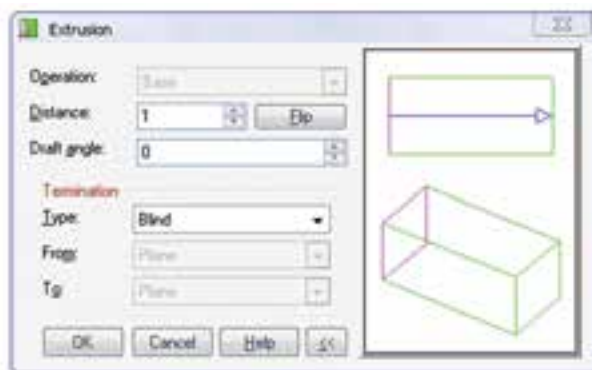 Extrusion
Operation: Base
Distance: 1 Flip
Draft angle: 0
Termination
Type: Blind
From: Plane
To: Plane
OK Cancel Help <<